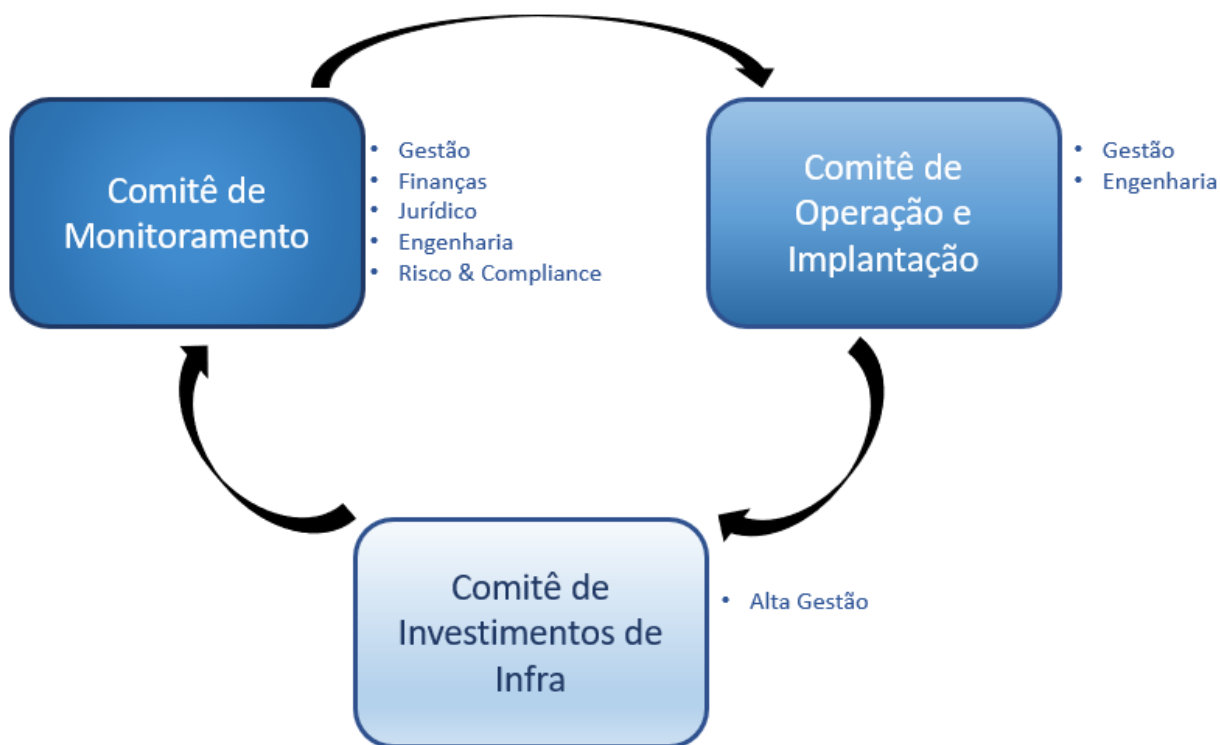 Comitê de
Monitoramento
• Gestão
• Finanças
• Jurídico
• Engenharia
• Risco & Compliance
Comitê de
Operação e
Implantação
• Gestão
• Engenharia
Comitê de
Investimentos de
Infra
• Alta Gestão